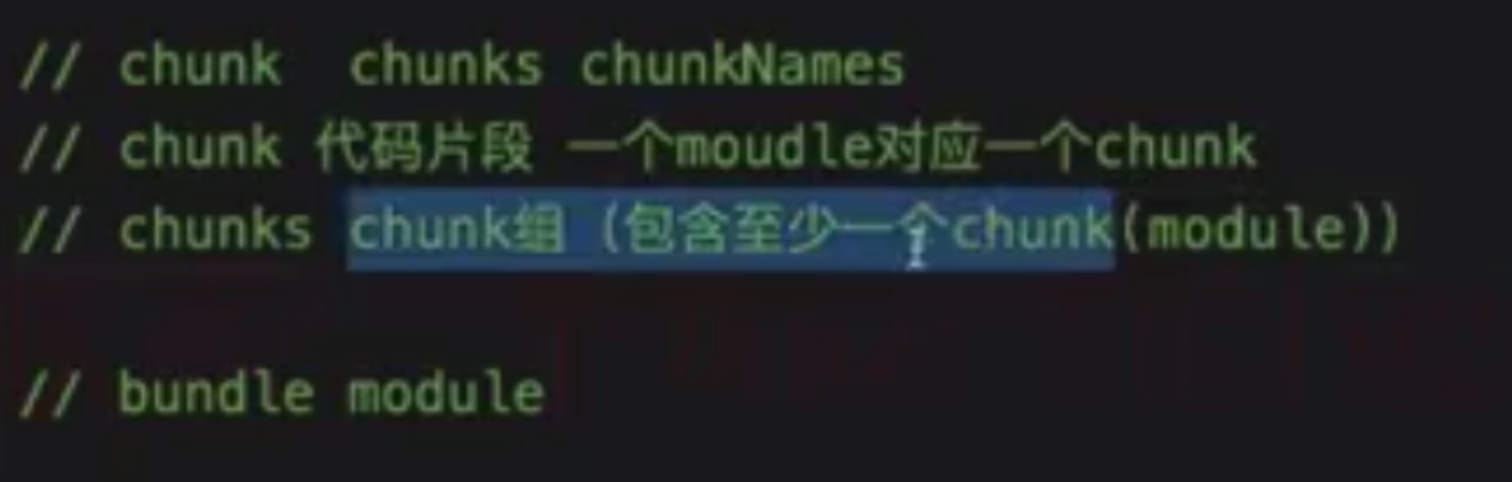 // chunk  chunks chunkNames
// chunk 代码片段 一个moudle对应一个chunk
// chunks chunk组（包含至少一个chunk(module))
// bundle module